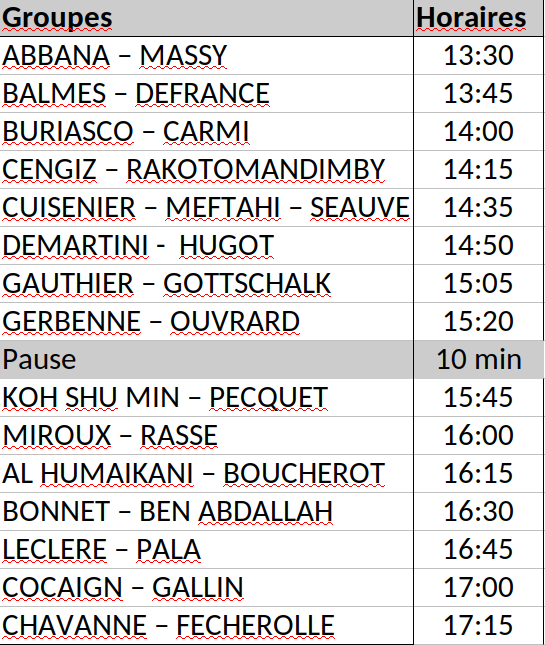 Groupes Horaires
ABBANA – MASSY 13:30
BALMES – DEFRANCE 13:45
BURIASCO – CARMI 14:00
CENGIZ – RAKOTOMANDIMBY 14:15
CUISENIER – MEFTAHI – SEAUVE 14:35
DEMARTINI - HUGOT 14:50
GAUTHIER – GOTTSCHALK 15:05
GERBENNE – OUVRARD 15:20
Pause 10 min
KOH SHU MIN – PECQUET 15:45
MIROUX – RASSE 16:00
AL HUMAIKANI – BOUCHEROT 16:15
BONNET – BEN ABDALLAH 16:30
LECLERE – PALA 16:45
COCAIGN – GALLIN 17:00
CHAVANNE – FECHEROLLE 17:15